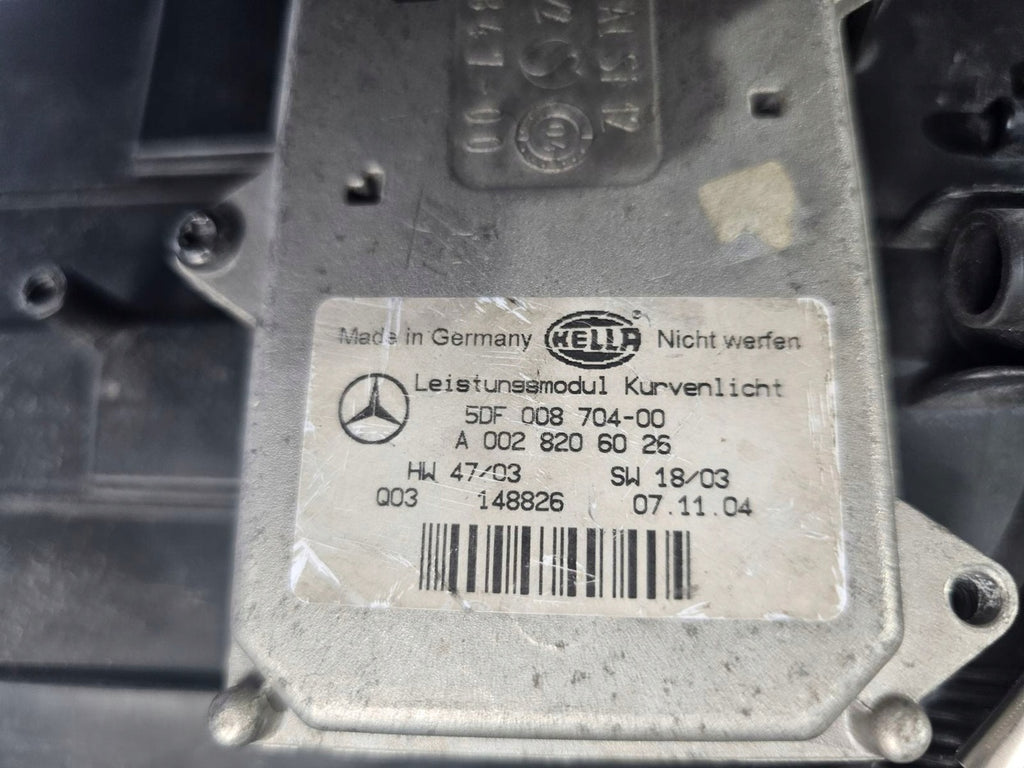 Made in Germany HELLA ® Nicht werfen
Leistungsmodul Kurvenlicht
5DF 008 704-00
A 002 820 60 26
HW 47/03 SW 18/03
Q03 148826 07.11.04